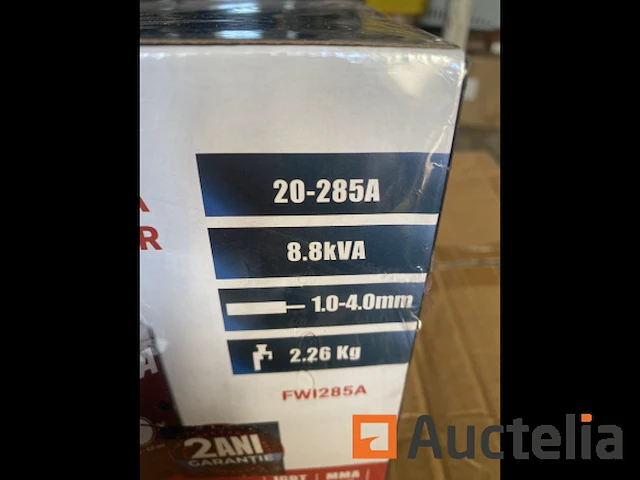 20-285A
8.8kVA
A
R
1.0-4.0mm
2.26 Kg
FWI285A
2ANI
GARANTIE
IGBT MMA
Auctelia